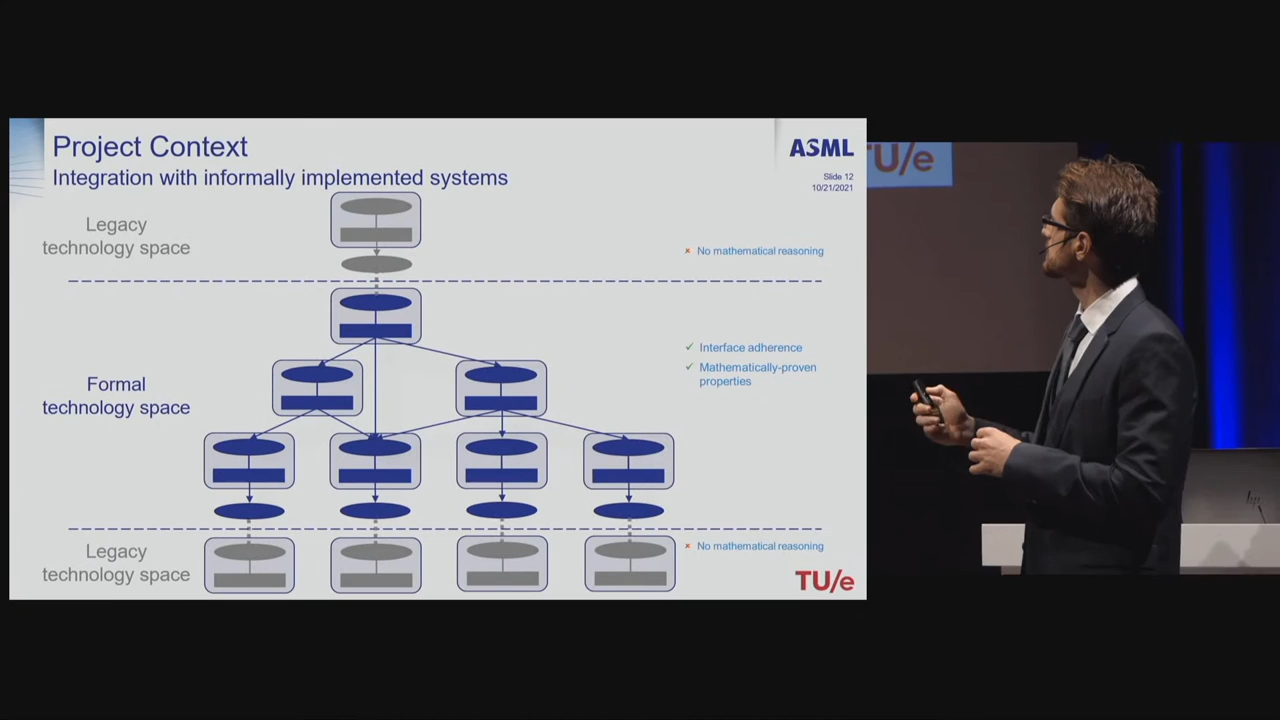 Project Context
Integration with informally implemented systems
ASML
Slide 12
10/21/2021
Legacy
technology space
× No mathematical reasoning
Formal
technology space
✓ Interface adherence
✓ Mathematically-proven
properties
Legacy
technology space
× No mathematical reasoning
TU/e
TU/e
hp